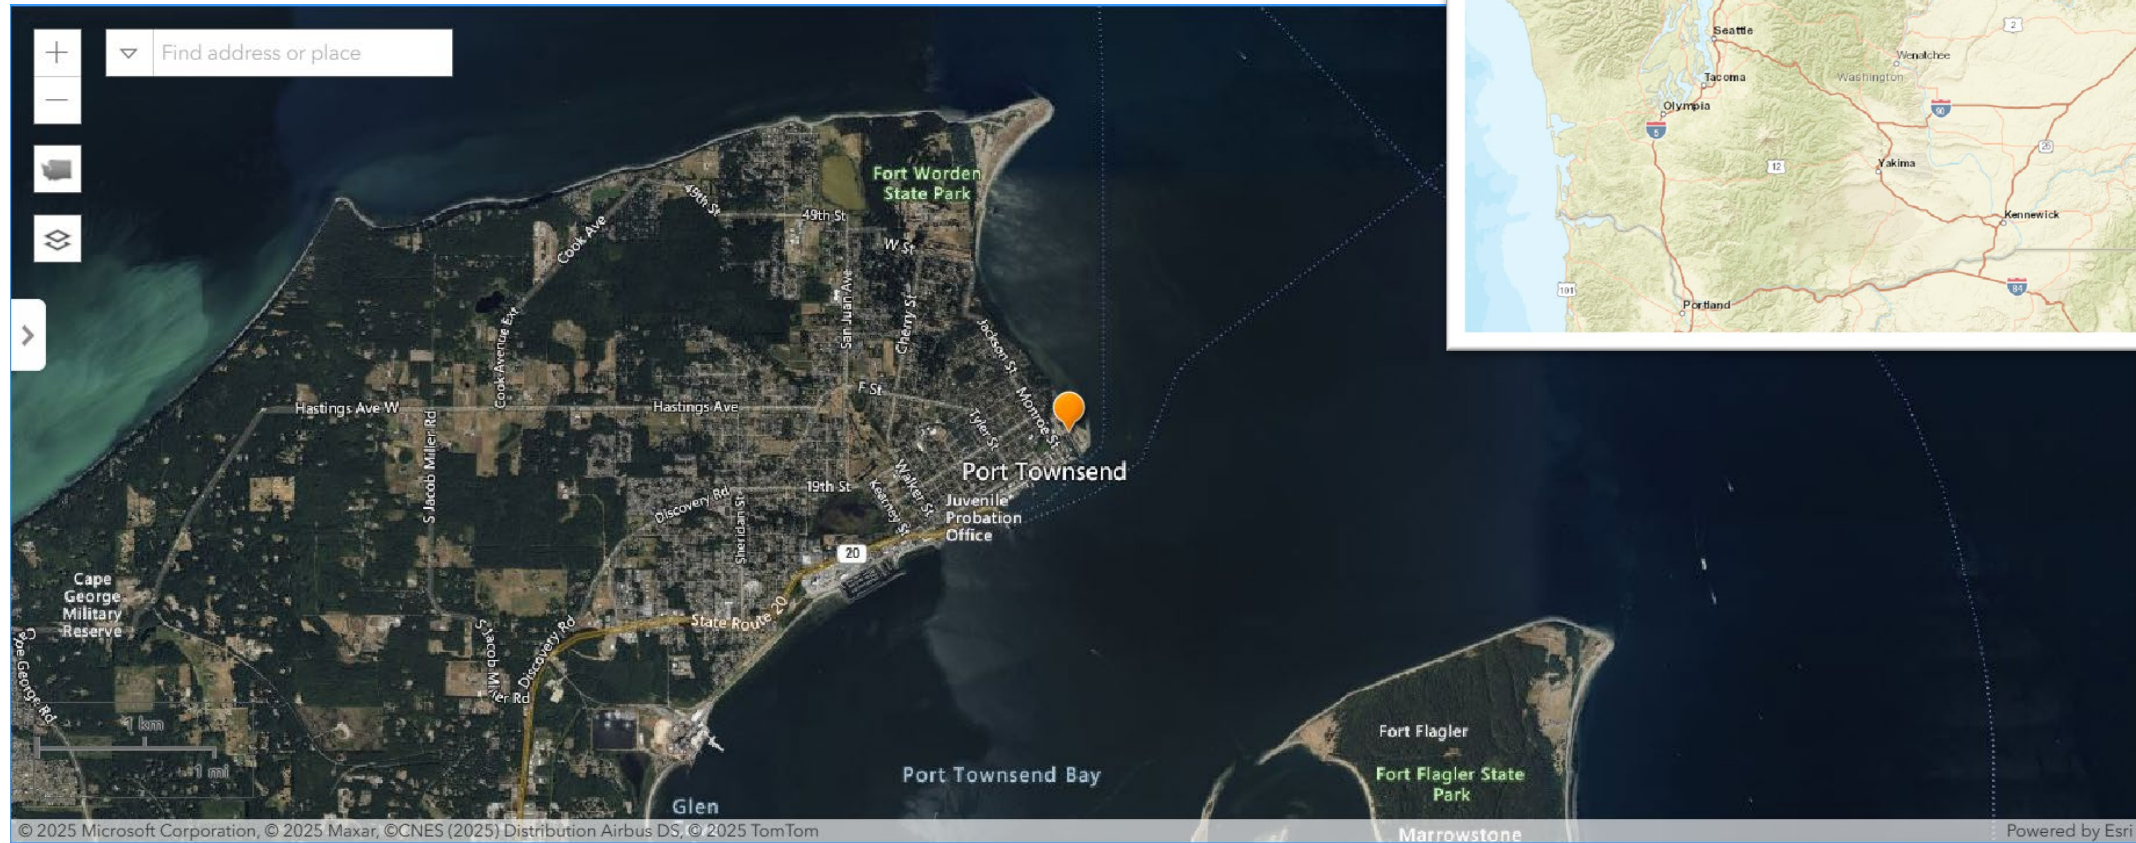 Find address or place
Fort Worden
State Park
49th St
49th St
Cook Ave
W St
San Juan Ave
Cherry St
Cook Avenue Ext
Jackson St
F St
Monroe St
Hastings Ave W
Hastings Ave
Tyler St
S Jacob Miller Rd
Port Townsend
19th St
Walker St
Kearney St
Discovery Rd
Sheridan St
Juvenile
Probation
Office
20
Cape
George
Military
Reserve
State Route 20
S Jacob Miller Rd
Discovery Rd
Cape George Rd
1 km
1 mi
Fort Flagler
Fort Flagler State
Park
Port Townsend Bay
Glen
Marrowstone
© 2025 Microsoft Corporation, © 2025 Maxar, ©CNES (2025) Distribution Airbus DS, © 2025 TomTom
Powered by Esri
Seattle
2
Wenatchee
Tacoma
Washington
Olympia
90
5
26
12
Yakima
Kennewick
101
84
Portland